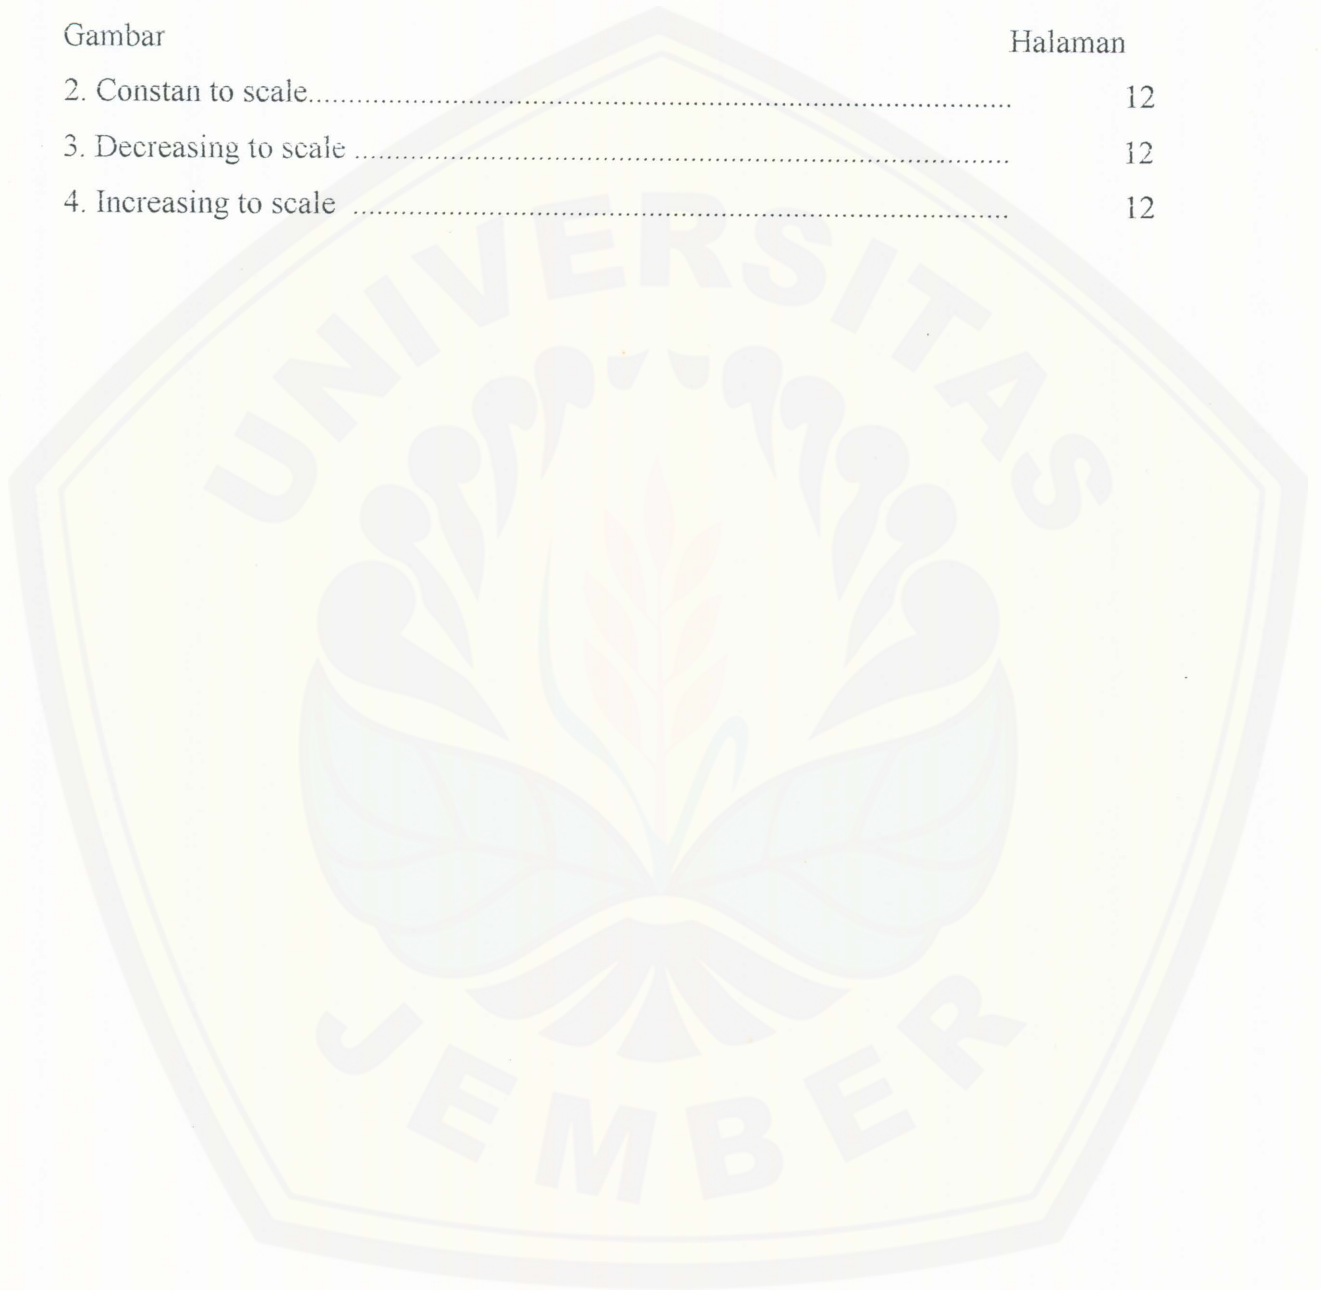 Gambar Halaman
2. Constan to scale.......................................................................................... 12
3. Decreasing to scale .................................................................................... 12
4. Increasing to scale .................................................................................... 12
UNIVERSITAS
JEMBER